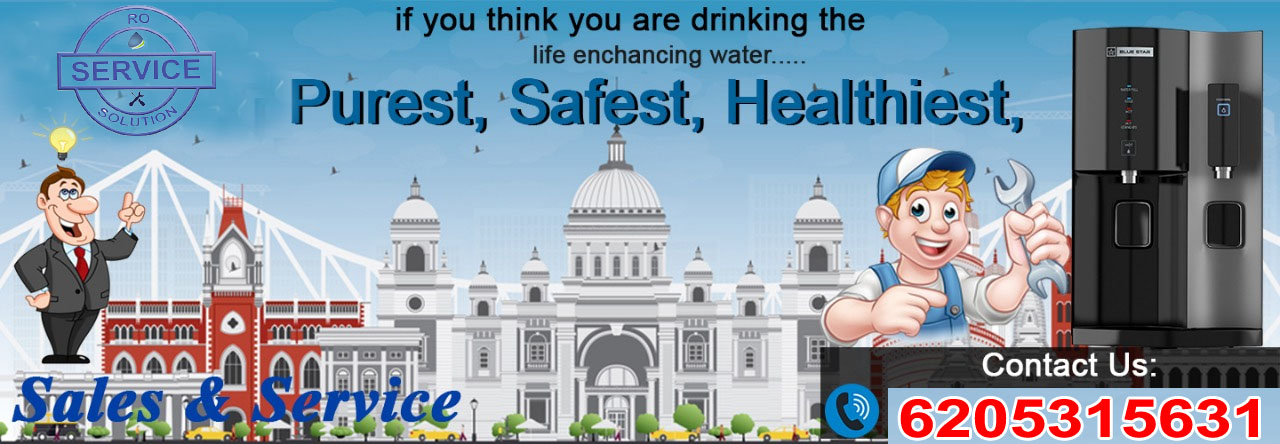 RO
SERVICE
SOLUTION
if you think you are drinking the
life enchancing water.....
Purest, Safest, Healthiest,
BLUE STAR
Sales & Service
Contact Us:
6205315631